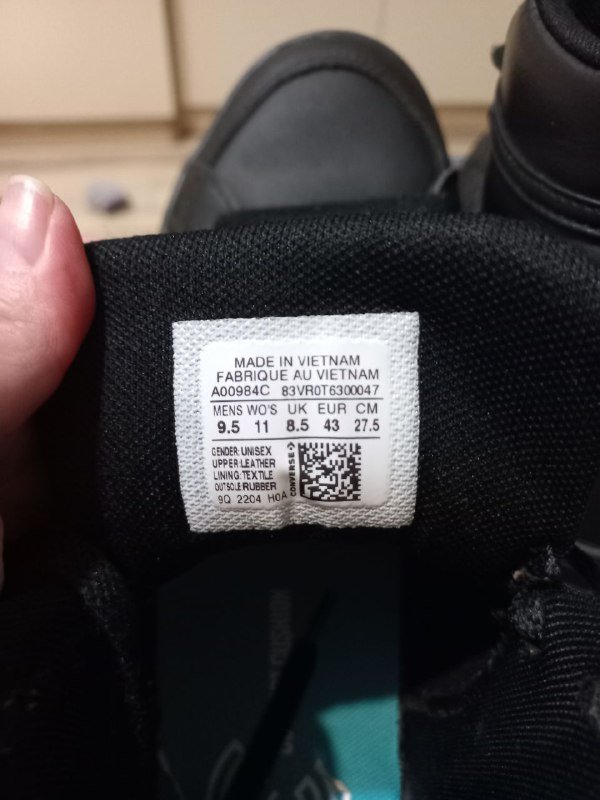 MADE IN VIETNAM
FABRIQUE AU VIETNAM
A00984C 83VR0T6300047
MENS WO'S UK EUR CM
9.5 11 8.5 43 27.5
GENDER: UNISEX
UPPER:LEATHER
LINING:TEXTILE
OUTSOLE:RUBBER
9Q 2204 H0A
CONVERSE